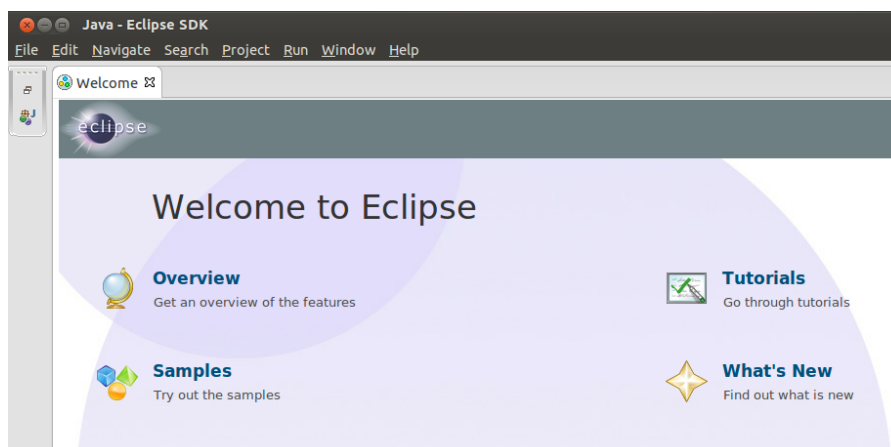 Java - Eclipse SDK
File Edit Navigate Search Project Run Window Help
Welcome
J
eclipse
Welcome to Eclipse
Overview
Get an overview of the features
Tutorials
Go through tutorials
Samples
Try out the samples
What's New
Find out what is new